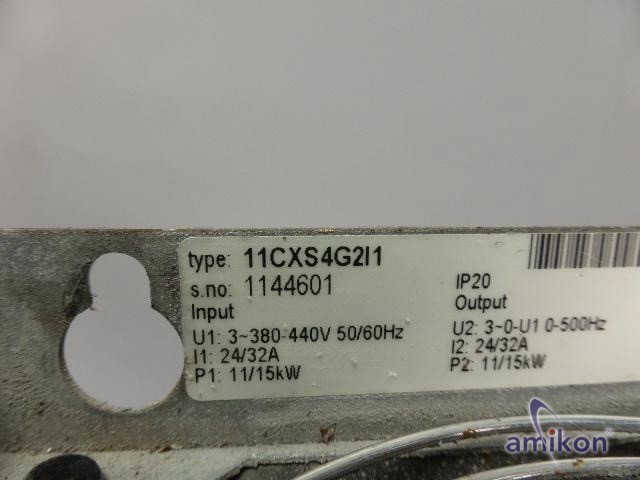 type: 11CXS4G2I1
s.no: 1144601
Input
U1: 3~380-440V 50/60Hz
I1: 24/32A
P1: 11/15kW
IP20
Output
U2: 3~0-U1 0-500Hz
I2: 24/32A
P2: 11/15kW
amikon